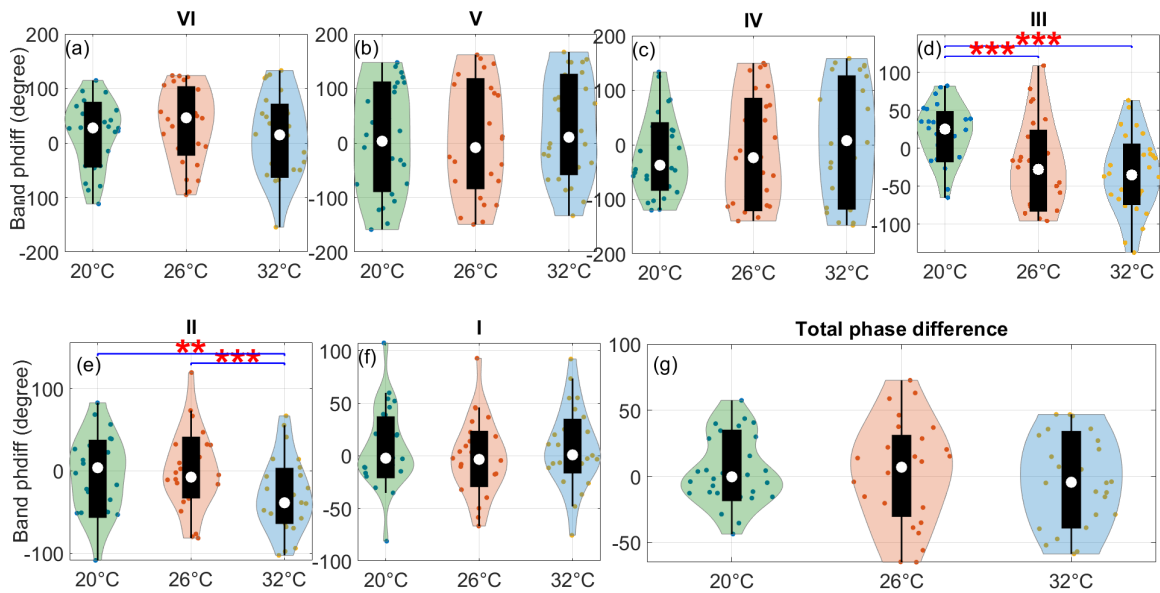 VI
V
IV
III
Band phdiff (degree)
(a)
200
100
0
-100
-200
20°C
26°C
32°C
(b)
200
100
0
-100
-200
20°C
26°C
32°C
(c)
200
100
0
-100
-200
20°C
26°C
32°C
(d)
***
***
100
50
0
-50
-100
20°C
26°C
32°C
II
I
Total phase difference
Band phdiff (degree)
(e)
**
***
100
0
-100
20°C
26°C
32°C
(f)
100
50
0
-50
-100
20°C
26°C
32°C
(g)
100
50
0
-50
20°C
26°C
32°C